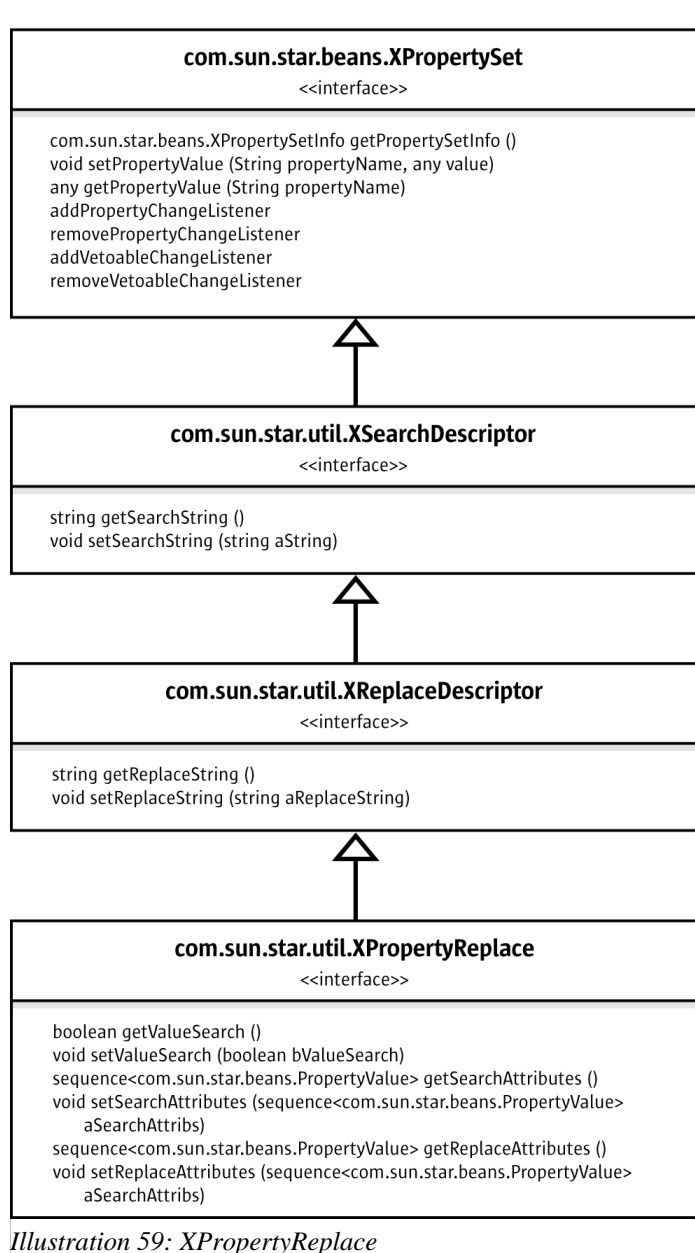 com.sun.star.beans.XPropertySet
<<interface>>
com.sun.star.beans.XPropertySetInfo getPropertySetInfo ()
void setPropertyValue (String propertyName, any value)
any getPropertyValue (String propertyName)
addPropertyChangeListener
removePropertyChangeListener
addVetoableChangeListener
removeVetoableChangeListener
com.sun.star.util.XSearchDescriptor
<<interface>>
string getSearchString ()
void setSearchString (string aString)
com.sun.star.util.XReplaceDescriptor
<<interface>>
string getReplaceString ()
void setReplaceString (string aReplaceString)
com.sun.star.util.XPropertyReplace
<<interface>>
boolean getValueSearch ()
void setValueSearch (boolean bValueSearch)
sequence<com.sun.star.beans.PropertyValue> getSearchAttributes ()
void setSearchAttributes (sequence<com.sun.star.beans.PropertyValue>
aSearchAttribs)
sequence<com.sun.star.beans.PropertyValue> getReplaceAttributes ()
void setReplaceAttributes (sequence<com.sun.star.beans.PropertyValue>
aSearchAttribs)
Illustration 59: XPropertyReplace